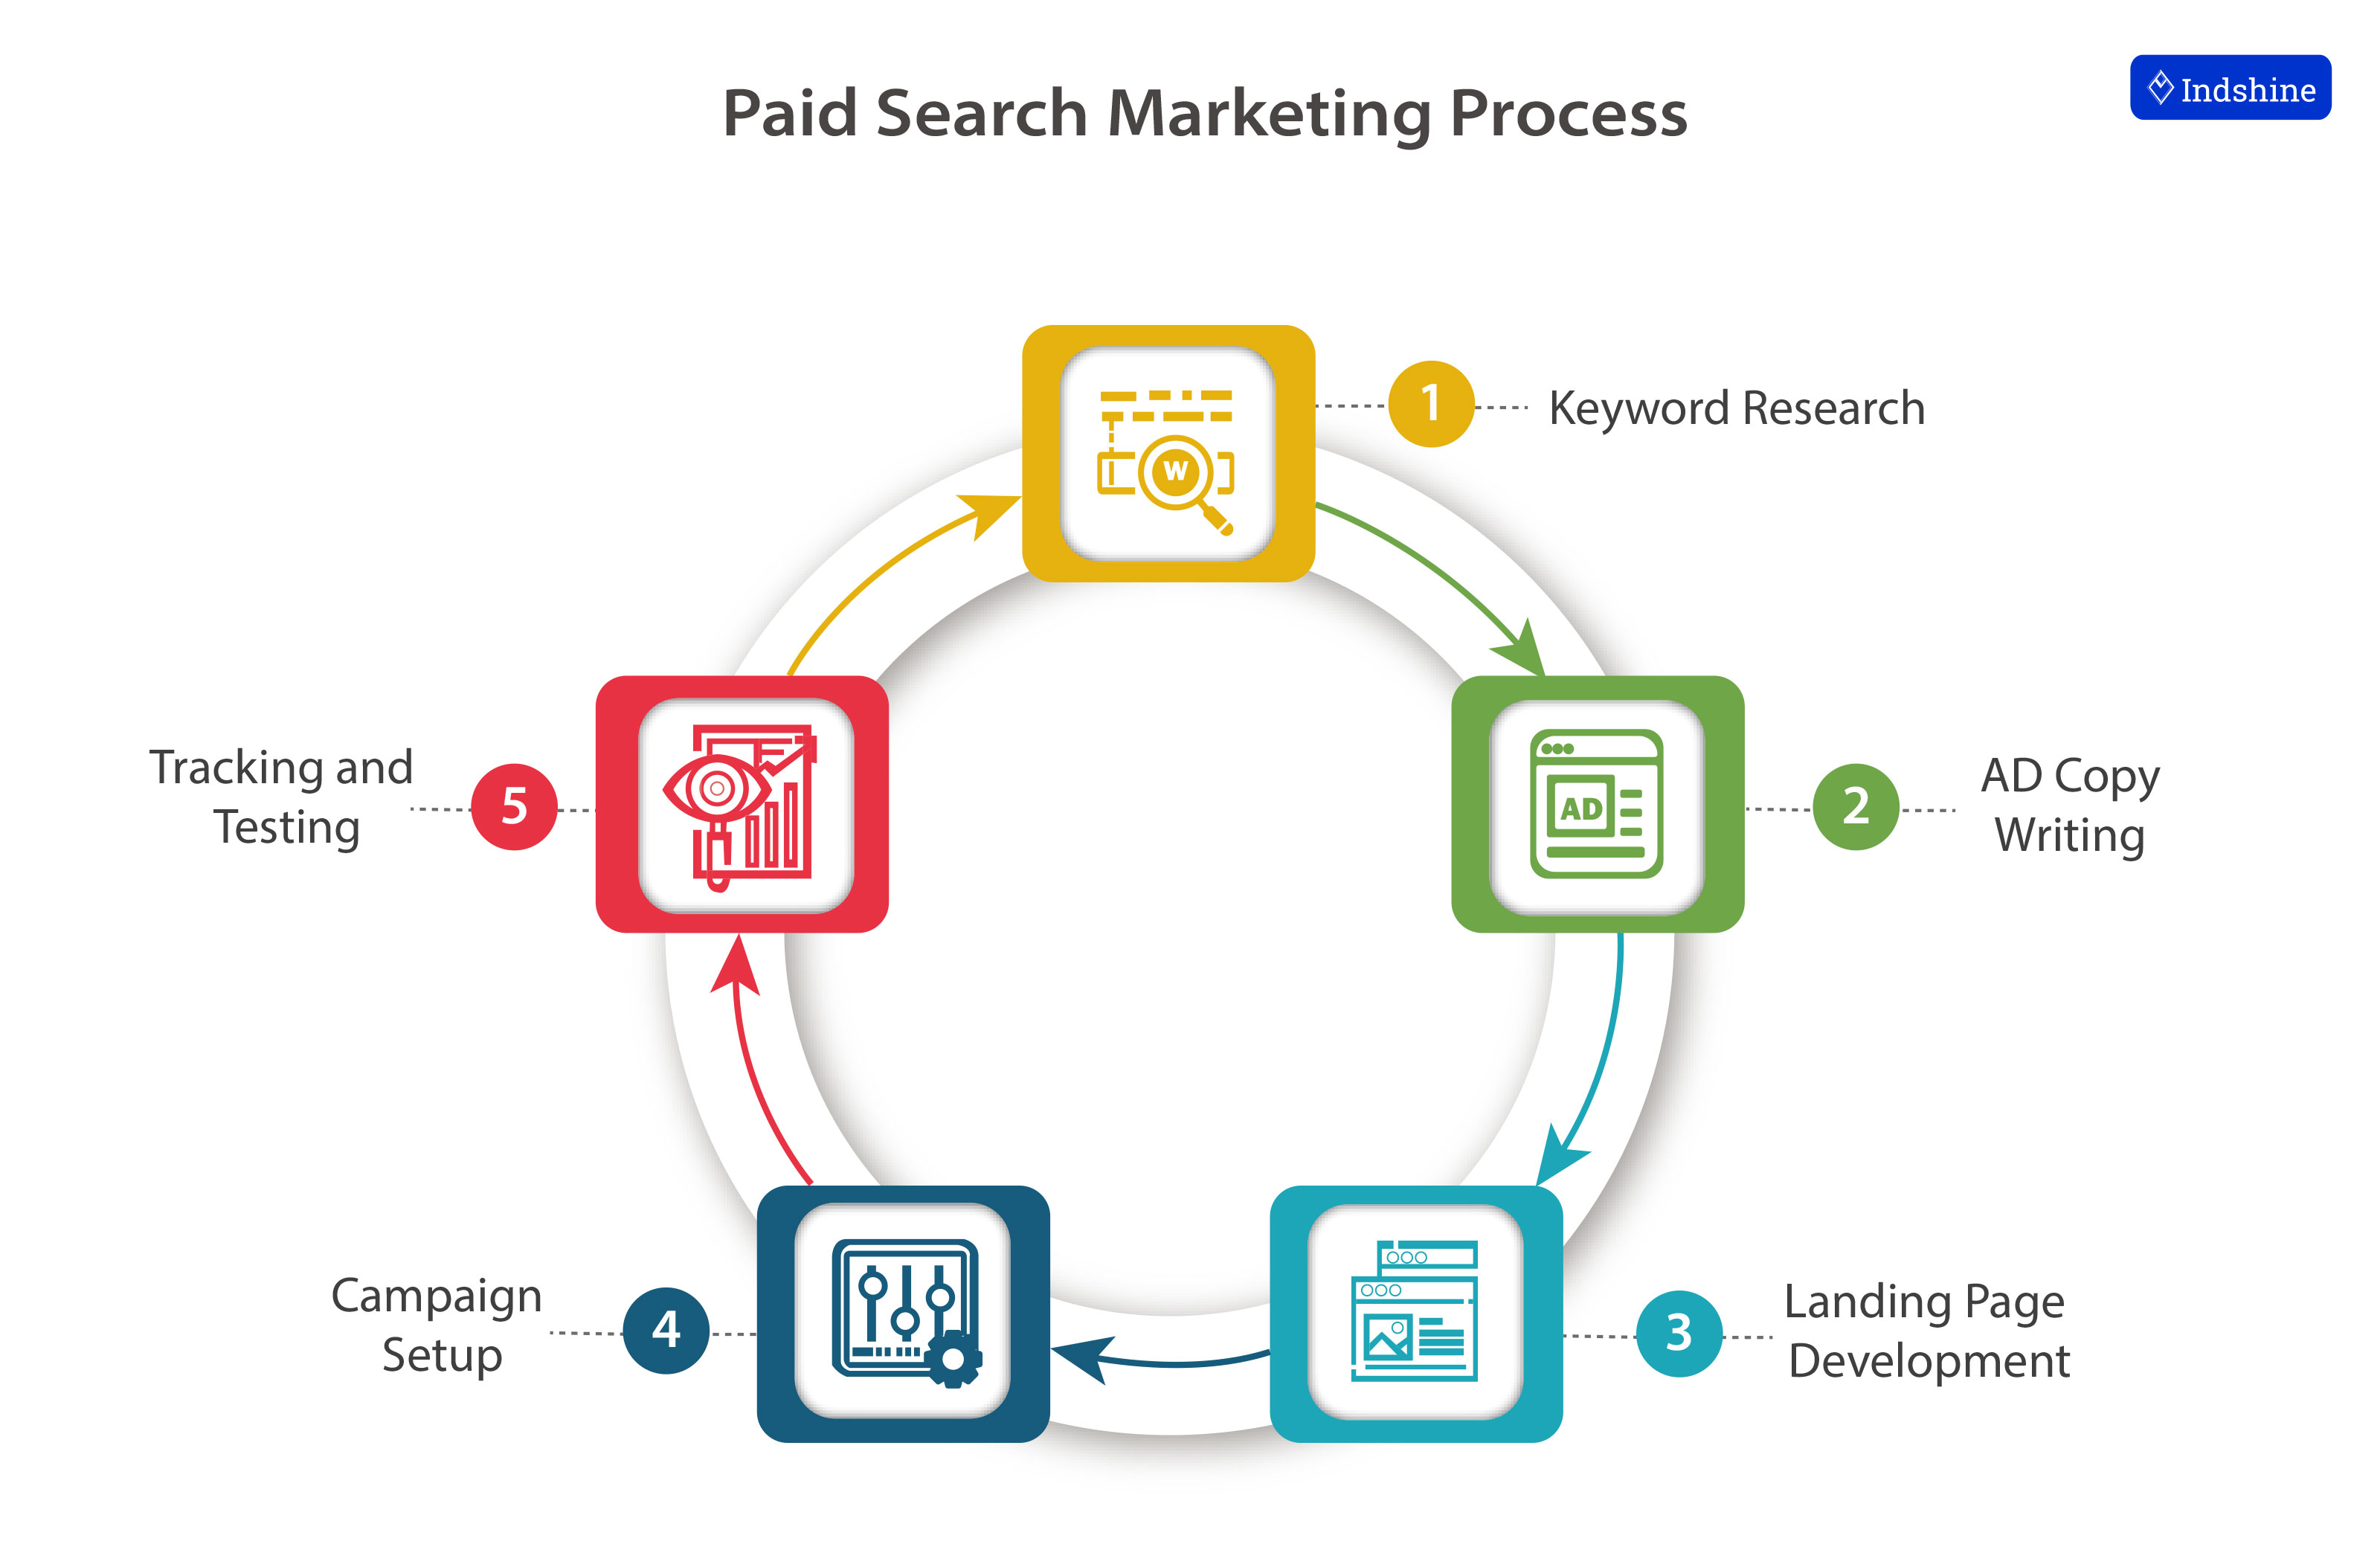 Paid Search Marketing Process
Indshine
W
1
Keyword Research
AD
2
AD Copy
Writing
3
Landing Page
Development
4
Campaign
Setup
5
Tracking and
Testing